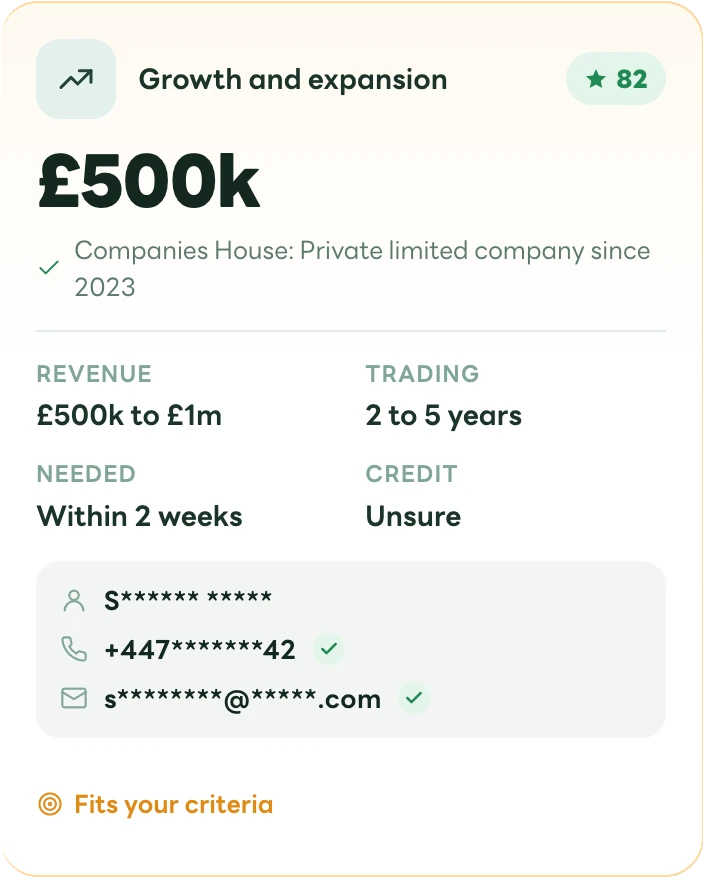 Growth and expansion
82
£500k
Companies House: Private limited company since
2023
REVENUE
TRADING
£500k to £1m
2 to 5 years
NEEDED
CREDIT
Within 2 weeks
Unsure
S****** *****
+447*******42
s********@*****.com
Fits your criteria